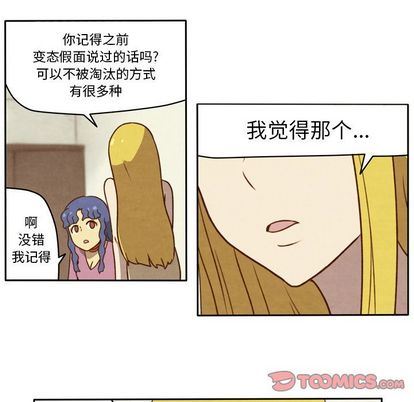 你记得之前
变态假面说过的话吗?
可以不被淘汰的方式
有很多种
啊
没错
我记得
我觉得那个...
TOOMICS.COM